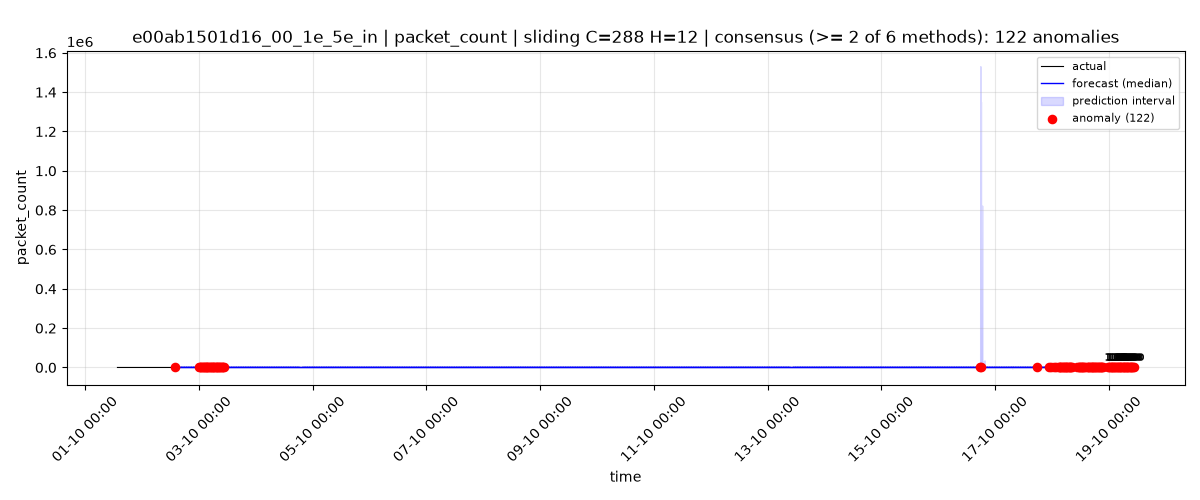 e00ab1501d16_00_1e_5e_in | packet_count | sliding C=288 H=12 | consensus (>= 2 of 6 methods): 122 anomalies
1e6
1.6
1.4
1.2
1.0
0.8
0.6
0.4
0.2
0.0
packet_count
actual
forecast (median)
prediction interval
anomaly (122)
01-10 00:00
03-10 00:00
05-10 00:00
07-10 00:00
09-10 00:00
11-10 00:00
13-10 00:00
15-10 00:00
17-10 00:00
19-10 00:00
time